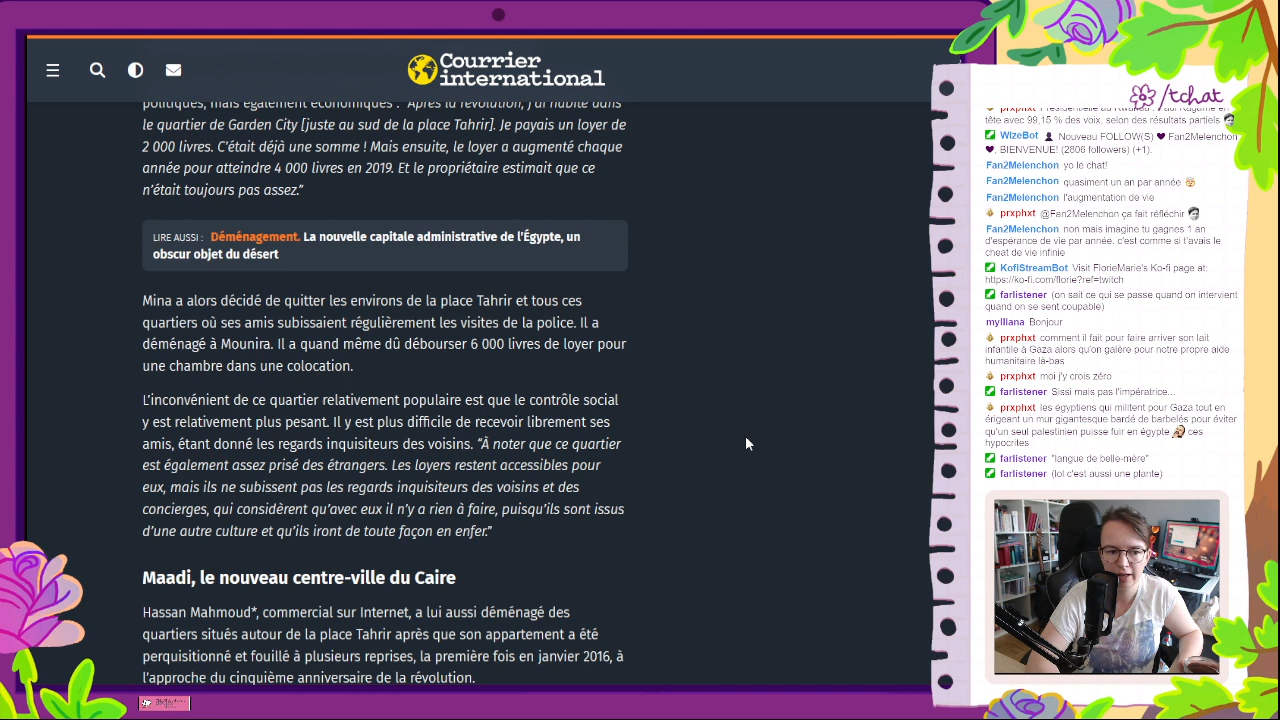 Courrier
international
politiques, mais également économiques : “Après la révolution, j'ai habité dans
le quartier de Garden City [juste au sud de la place Tahrir]. Je payais un loyer de
2 000 livres. C'était déjà une somme ! Mais ensuite, le loyer a augmenté chaque
année pour atteindre 4 000 livres en 2019. Et le propriétaire estimait que ce
n'était toujours pas assez.”
LIRE AUSSI : Déménagement. La nouvelle capitale administrative de l'Égypte, un
obscur objet du désert
Mina a alors décidé de quitter les environs de la place Tahrir et tous ces
quartiers où ses amis subissaient régulièrement les visites de la police. Il a
déménagé à Mounira. Il a quand même dû débourser 6 000 livres de loyer pour
une chambre dans une colocation.
L'inconvénient de ce quartier relativement populaire est que le contrôle social
y est relativement plus pesant. Il y est plus difficile de recevoir librement ses
amis, étant donné les regards inquisiteurs des voisins. “À noter que ce quartier
est également assez prisé des étrangers. Les loyers restent accessibles pour
eux, mais ils ne subissent pas les regards inquisiteurs des voisins et des
concierges, qui considèrent qu'avec eux il n'y a rien à faire, puisqu'ils sont issus
d'une autre culture et qu'ils iront de toute façon en enfer.”
Maadi, le nouveau centre-ville du Caire
Hassan Mahmoud*, commercial sur Internet, a lui aussi déménagé des
quartiers situés autour de la place Tahrir après que son appartement a été
perquisitionné et fouillé à plusieurs reprises, la première fois en janvier 2016, à
l'approche du cinquième anniversaire de la révolution.
/tchat
prxphxt Présidentielle au Rwanda : Paul Kagame en
tête avec 99,15 % des voix, selon des résultats partiels
WizeBot Nouveau FOLLOW(S) Fan2Melenchon
, BIENVENUE! (2806 followers) (+1).
Fan2Melenchon yo le chat!
Fan2Melenchon quasiment un an par année
Fan2Melenchon l'augmentation de vie
prxphxt @Fan2Melenchon ça fait réfléchir
Fan2Melenchon non mais imagine tu gagnes 1 an
d'espérance de vie par année. c'est comme si t'avais le
cheat de vie infinie
KofiStreamBot Visit FlorieMarie's Ko-fi page at:
https://ko-fi.com/florie?ref=twitch
farlistener (on sait ce qui se passe quand on intervient
quand on se sent coupable)
mylllana Bonjour
prxphxt comment il fait pour faire arriver son lait
infantile à Gaza alors qu'on galère pour notre propre aide
humanitaire là-bas
prxphxt moi j'y crois zéro
farlistener Sissi mais pas l'impératrice...
prxphxt les égyptiens qui militent pour Gaza tout en
érigeant un mur gigantesque bardé de barbelés pour éviter
qu'un seul palestinien puisse fuir en égypte ces
hypocrites
farlistener "langue de belle-mère"
farlistener (lol c'est aussi une plante)